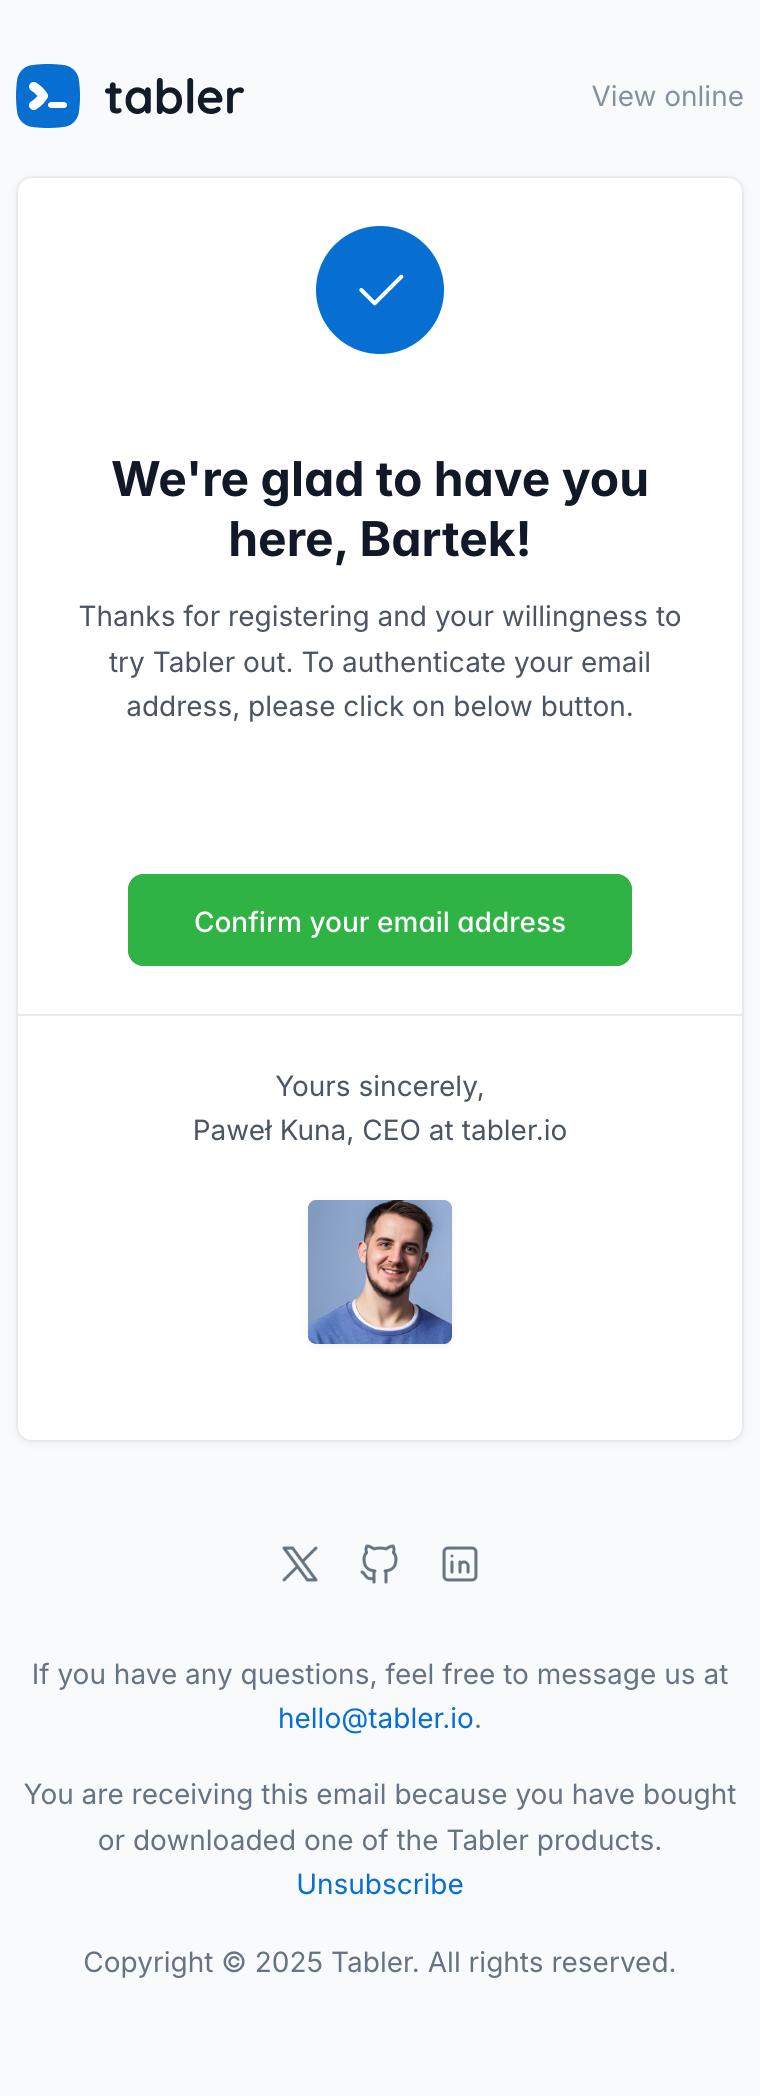 tabler
View online
We're glad to have you
here, Bartek!
Thanks for registering and your willingness to
try Tabler out. To authenticate your email
address, please click on below button.
Confirm your email address
Yours sincerely,
Paweł Kuna, CEO at tabler.io
If you have any questions, feel free to message us at
hello@tabler.io.
You are receiving this email because you have bought
or downloaded one of the Tabler products.
Unsubscribe
Copyright © 2025 Tabler. All rights reserved.